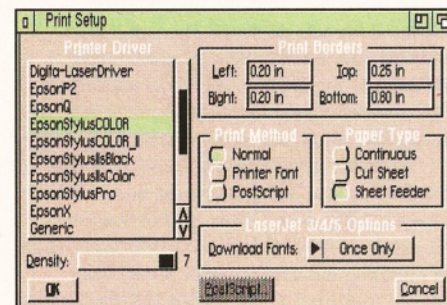 Print Setup
Printer Driver
Digita-LaserDriver
EpsonP2
EpsonQ
EpsonStylusCOLOR
EpsonStylusCOLOR_II
EpsonStylusIIsBlack
EpsonStylusIIsColor
EpsonStylusPro
EpsonX
Generic
Density: 7
Print Borders
Left: 0.20 in Top: 0.25 in
Right: 0.20 in Bottom: 0.80 in
Print Method
Normal
Printer Font
PostScript
Paper Type
Continuous
Cut Sheet
Sheet Feeder
LaserJet 3/4/5 Options
Download Fonts: Once Only
OK PostScript... Cancel